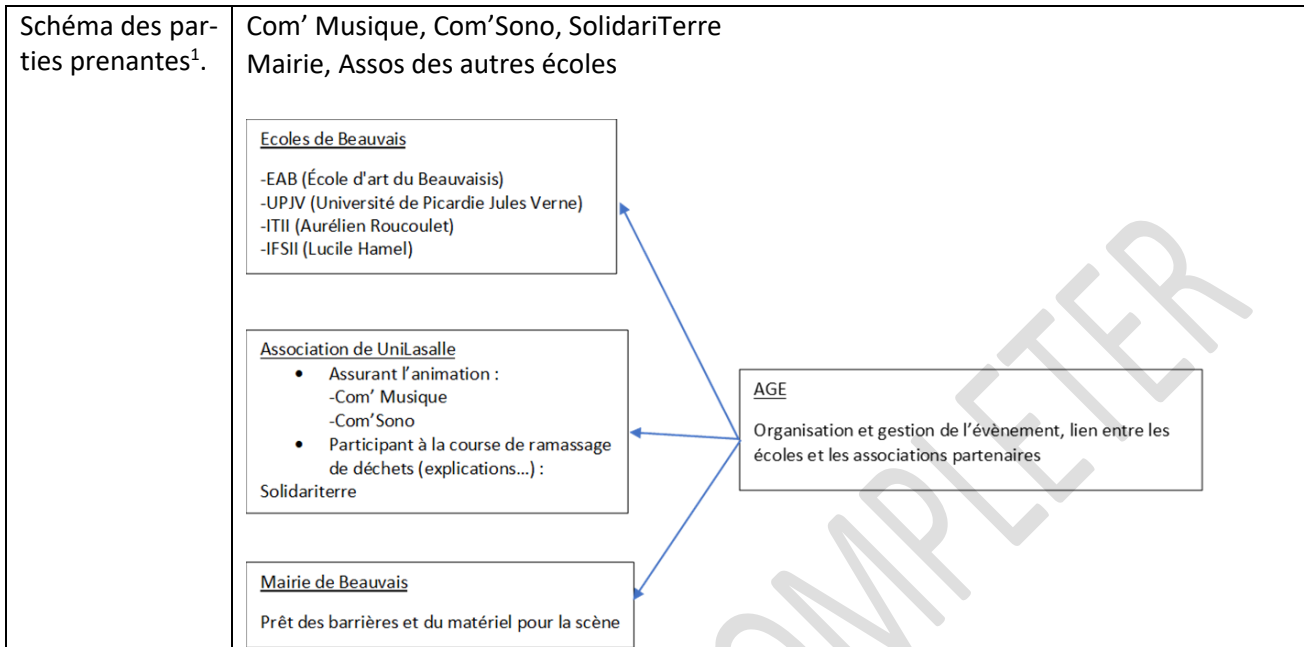 Schéma des par-
ties prenantes¹.
Com’ Musique, Com’Sono, SolidariTerre
Mairie, Assos des autres écoles
Ecoles de Beauvais
-EAB (École d'art du Beauvaisis)
-UPJV (Université de Picardie Jules Verne)
-ITII (Aurélien Roucoulet)
-IFSII (Lucile Hamel)
Association de UniLasalle
• Assurant l’animation :
-Com’ Musique
-Com’Sono
• Participant à la course de ramassage
de déchets (explications…) :
Solidariterre
AGE
Organisation et gestion de l’évènement, lien entre les
écoles et les associations partenaires
Mairie de Beauvais
Prêt des barrières et du matériel pour la scène
OMPLETER